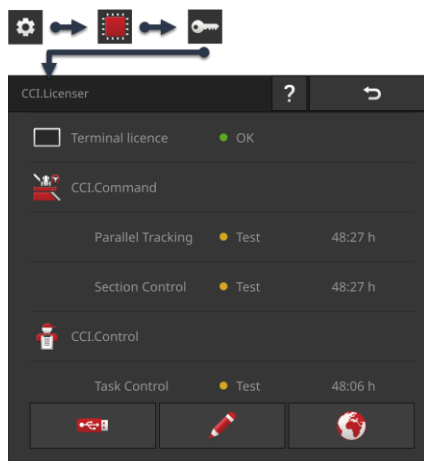 CCI.Licenser ?
Terminal licence OK
CCI.Command
Parallel Tracking Test 48:27 h
Section Control Test 48:27 h
CCI.Control
Task Control Test 48:06 h